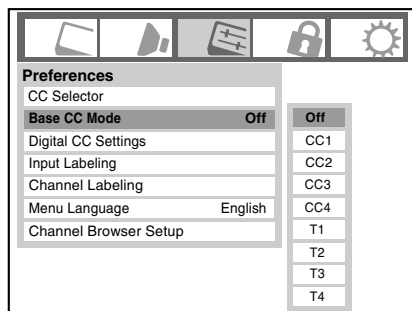 Preferences
CC Selector
Base CC Mode Off
Digital CC Settings
Input Labeling
Channel Labeling
Menu Language English
Channel Browser Setup
Off
CC1
CC2
CC3
CC4
T1
T2
T3
T4